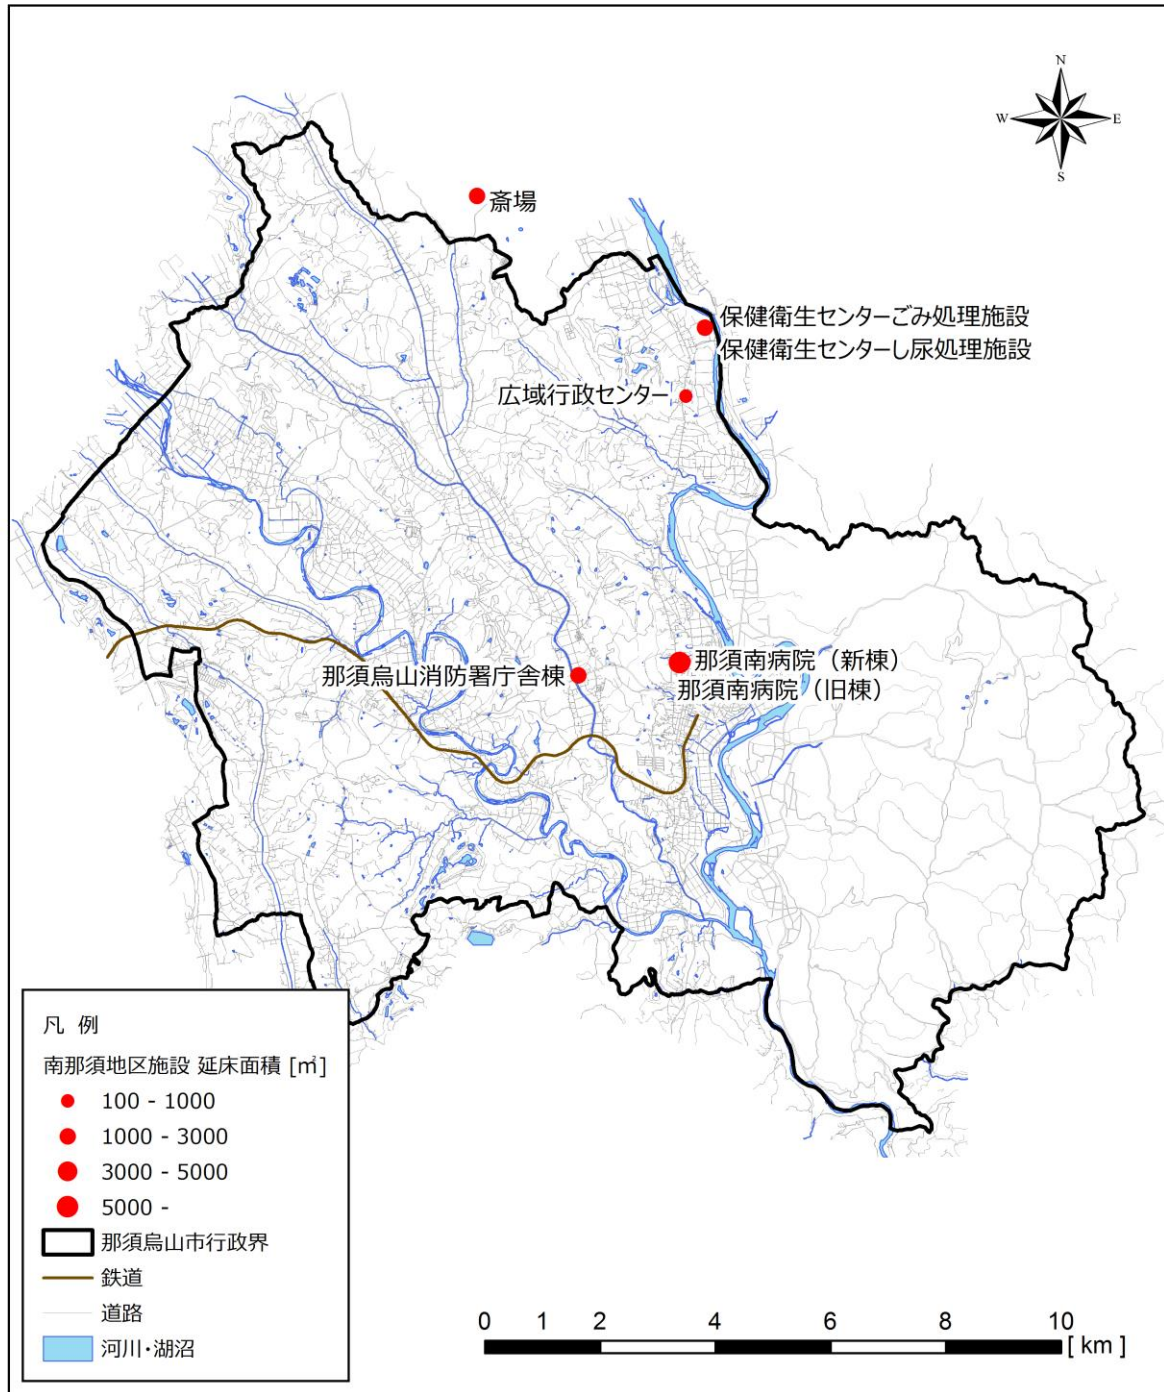 N
W
E
S
斎場
保健衛生センターごみ処理施設
保健衛生センターし尿処理施設
広域行政センター
那須南病院（新棟）
那須烏山消防署庁舎棟
那須南病院（旧棟）
凡 例
南那須地区施設 延床面積 [㎡]
100 - 1000
1000 - 3000
3000 - 5000
5000 -
那須烏山市行政界
鉄道
道路
河川・湖沼
0 1 2 4 6 8 10
[ km ]